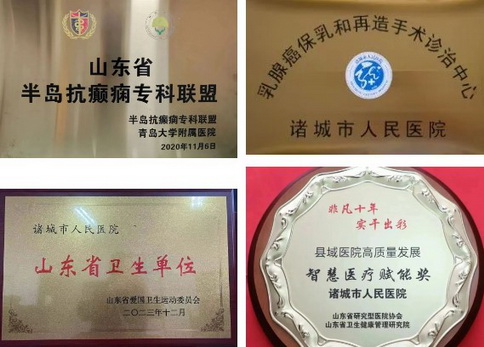 山东省
半岛抗癫痫专科联盟
半岛抗癫痫专科联盟
青岛大学附属医院
2020年11月6日
乳腺癌保乳和再造手术诊治中心
诸城市人民医院
诸城市人民医院
山东省卫生单位
山东省爱国卫生运动委员会
二〇二三年十二月
非凡十年
实干出彩
县域医院高质量发展
智慧医疗赋能奖
诸城市人民医院
山东省研究型医院协会
山东省卫生健康管理研究院